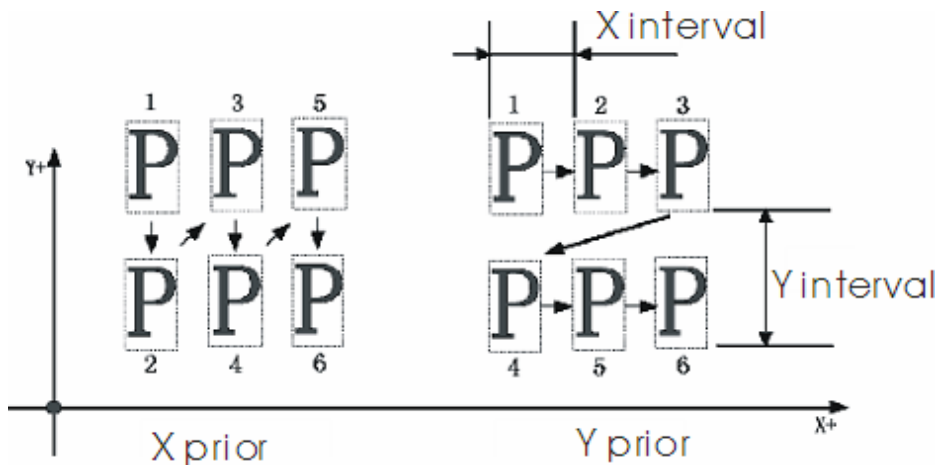 X interval
1 3 5 1 2 3
P P P P P P
Y+
Y interval
P P P P P P
2 4 6 4 5 6
X+
X prior Y prior